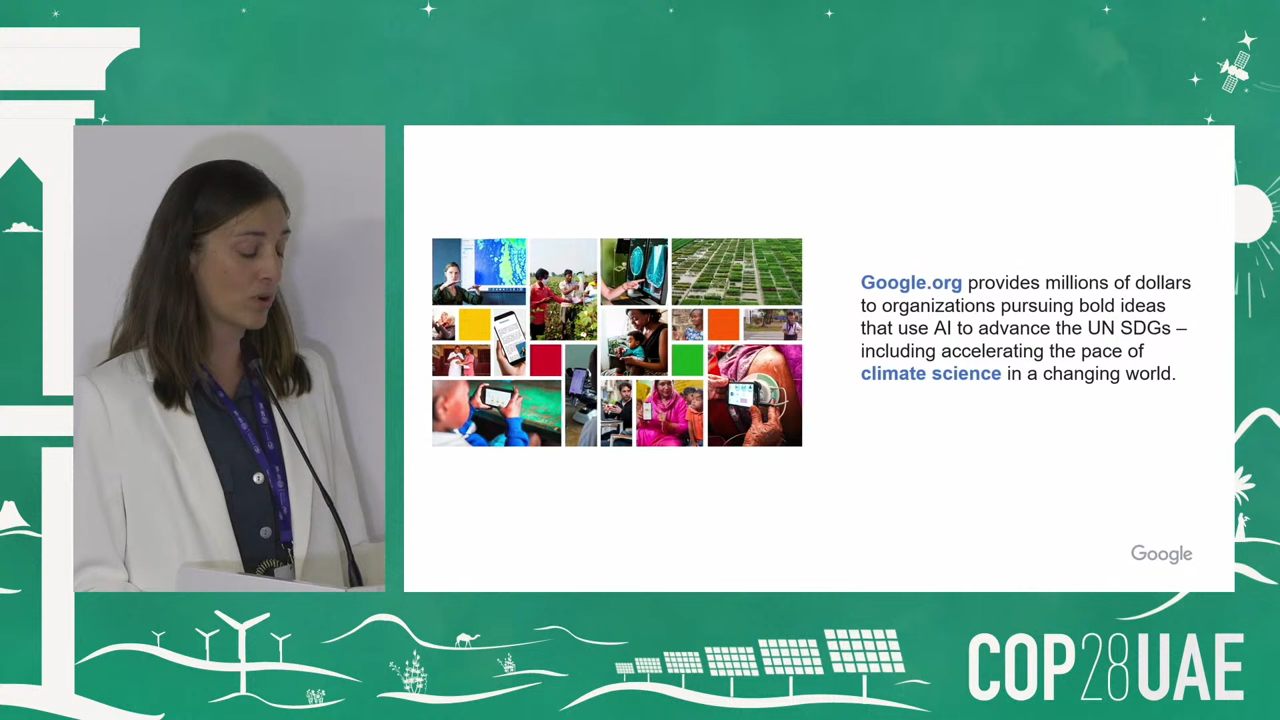 Google.org provides millions of dollars
to organizations pursuing bold ideas
that use AI to advance the UN SDGs –
including accelerating the pace of
climate science in a changing world.
Google
COP28UAE